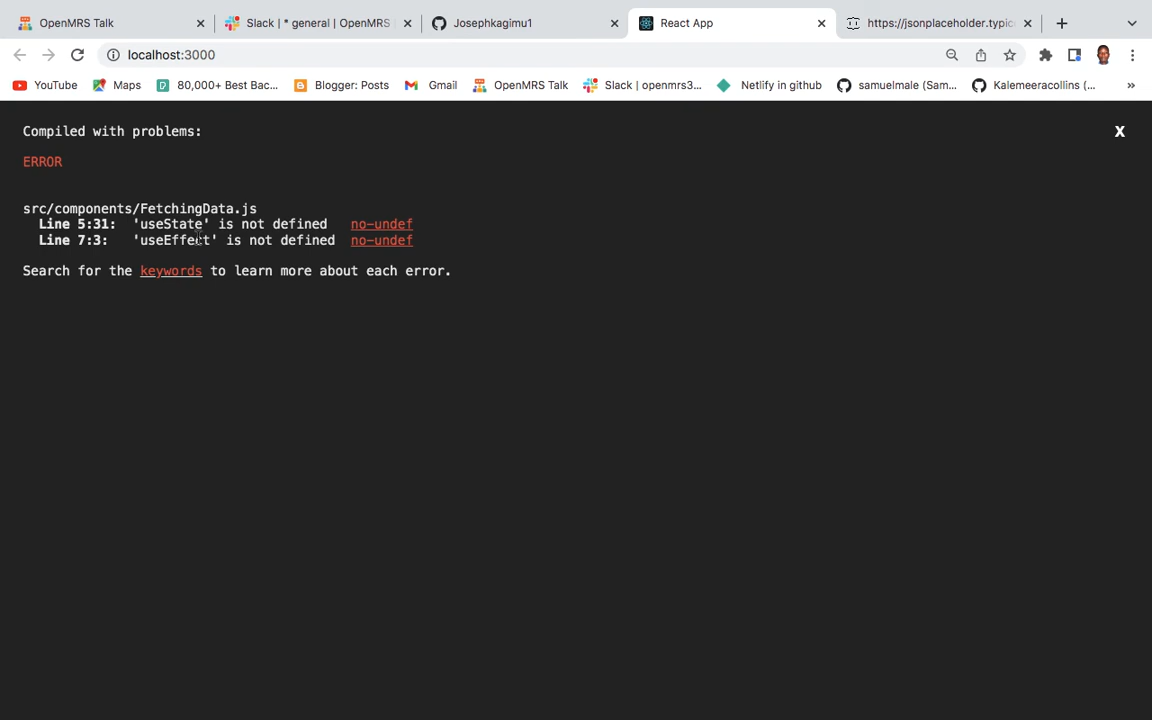 OpenMRS Talk
Slack | * general | OpenMRS
Josephkagimu1
React App
https://jsonplaceholder.typic
localhost:3000
YouTube
Maps
80,000+ Best Bac...
Blogger: Posts
Gmail
OpenMRS Talk
Slack | openmrs3...
Netlify in github
samuelmale (Sam...
Kalemeeracollins (...
»
Compiled with problems:
X
ERROR
src/components/FetchingData.js
Line 5:31: 'useState' is not defined no-undef
Line 7:3: 'useEffect' is not defined no-undef
Search for the keywords to learn more about each error.